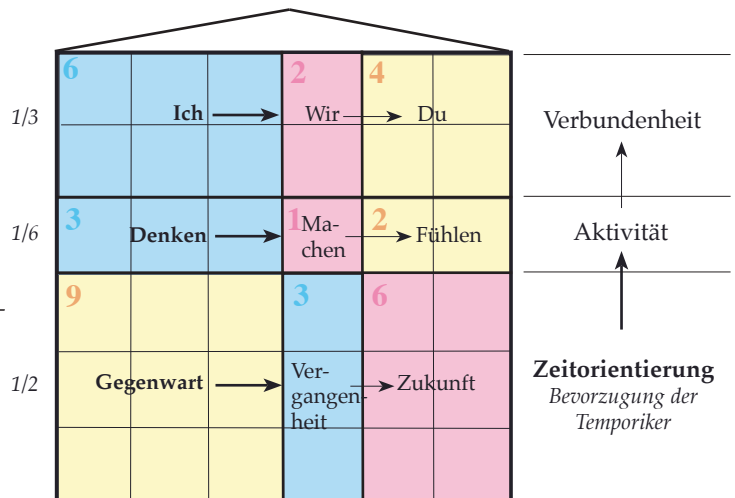 6 2 4
1/3 Ich Wir Du Verbundenheit
3 1 2
1/6 Denken Ma-
chen Fühlen Aktivität
9 3 6
1/2 Gegenwart Ver-
gangen-
heit Zukunft Zeitorientierung
Bevorzugung der
Temporiker